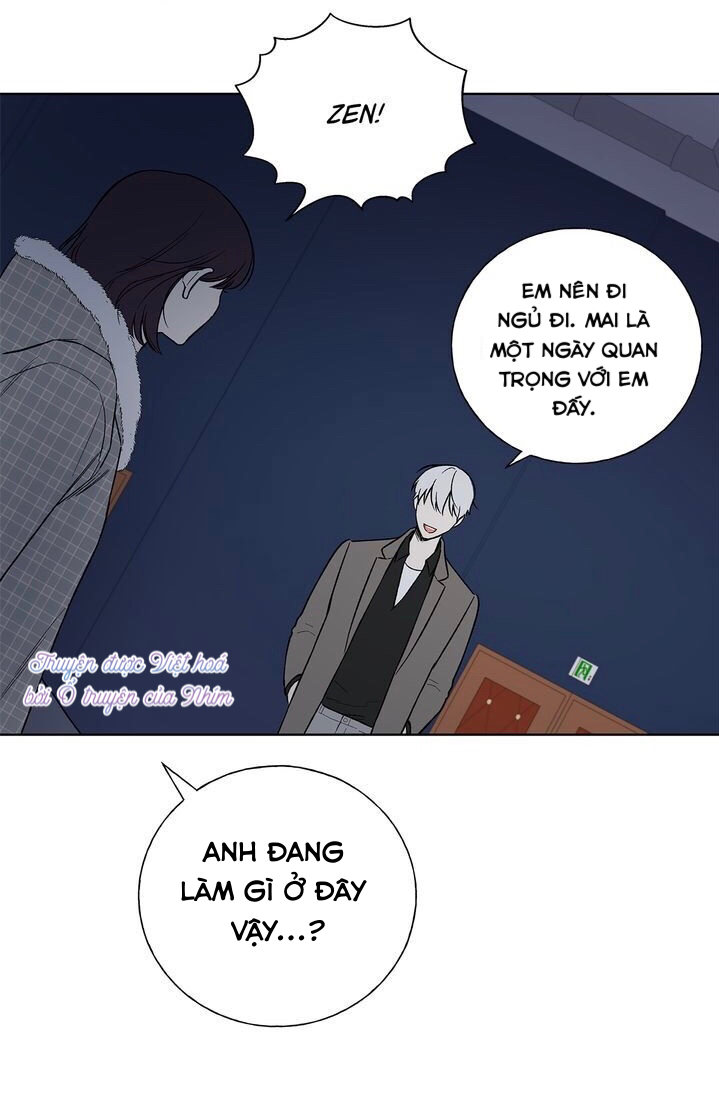 ZEN!
EM NÊN ĐI
NGỦ ĐI. MAI LÀ
MỘT NGÀY QUAN
TRỌNG VỚI EM
ĐẤY.
Truyện được Việt hoá
bởi Ổ truyện của Nhím
ANH ĐANG
LÀM GÌ Ở ĐÂY
VẬY...?